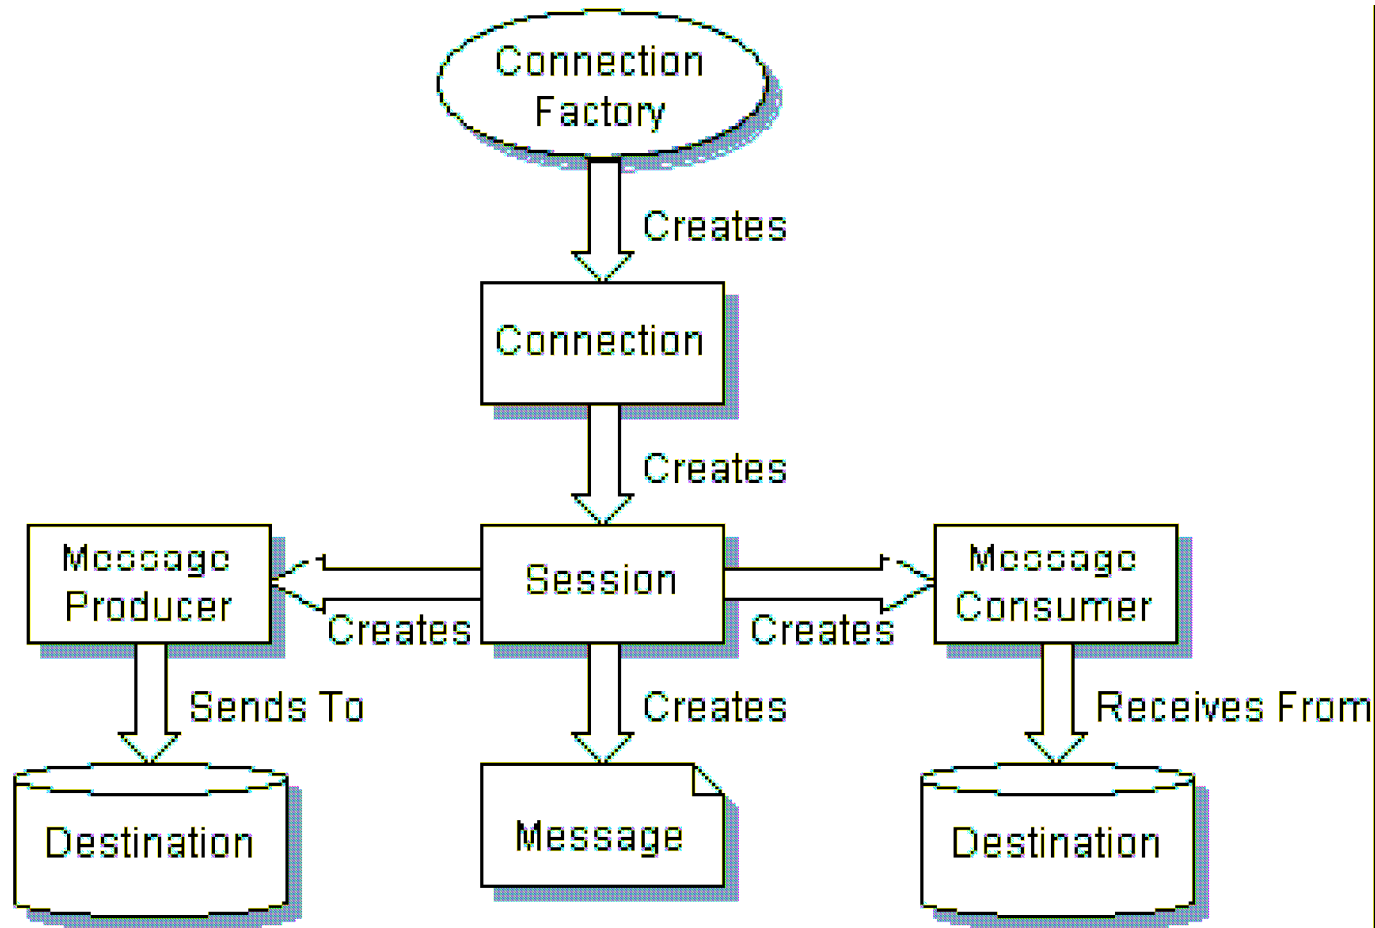 Connection
Factory
Creates
Connection
Creates
Message
Producer
Session
Message
Consumer
Creates
Creates
Sends To
Creates
Receives From
Destination
Message
Destination